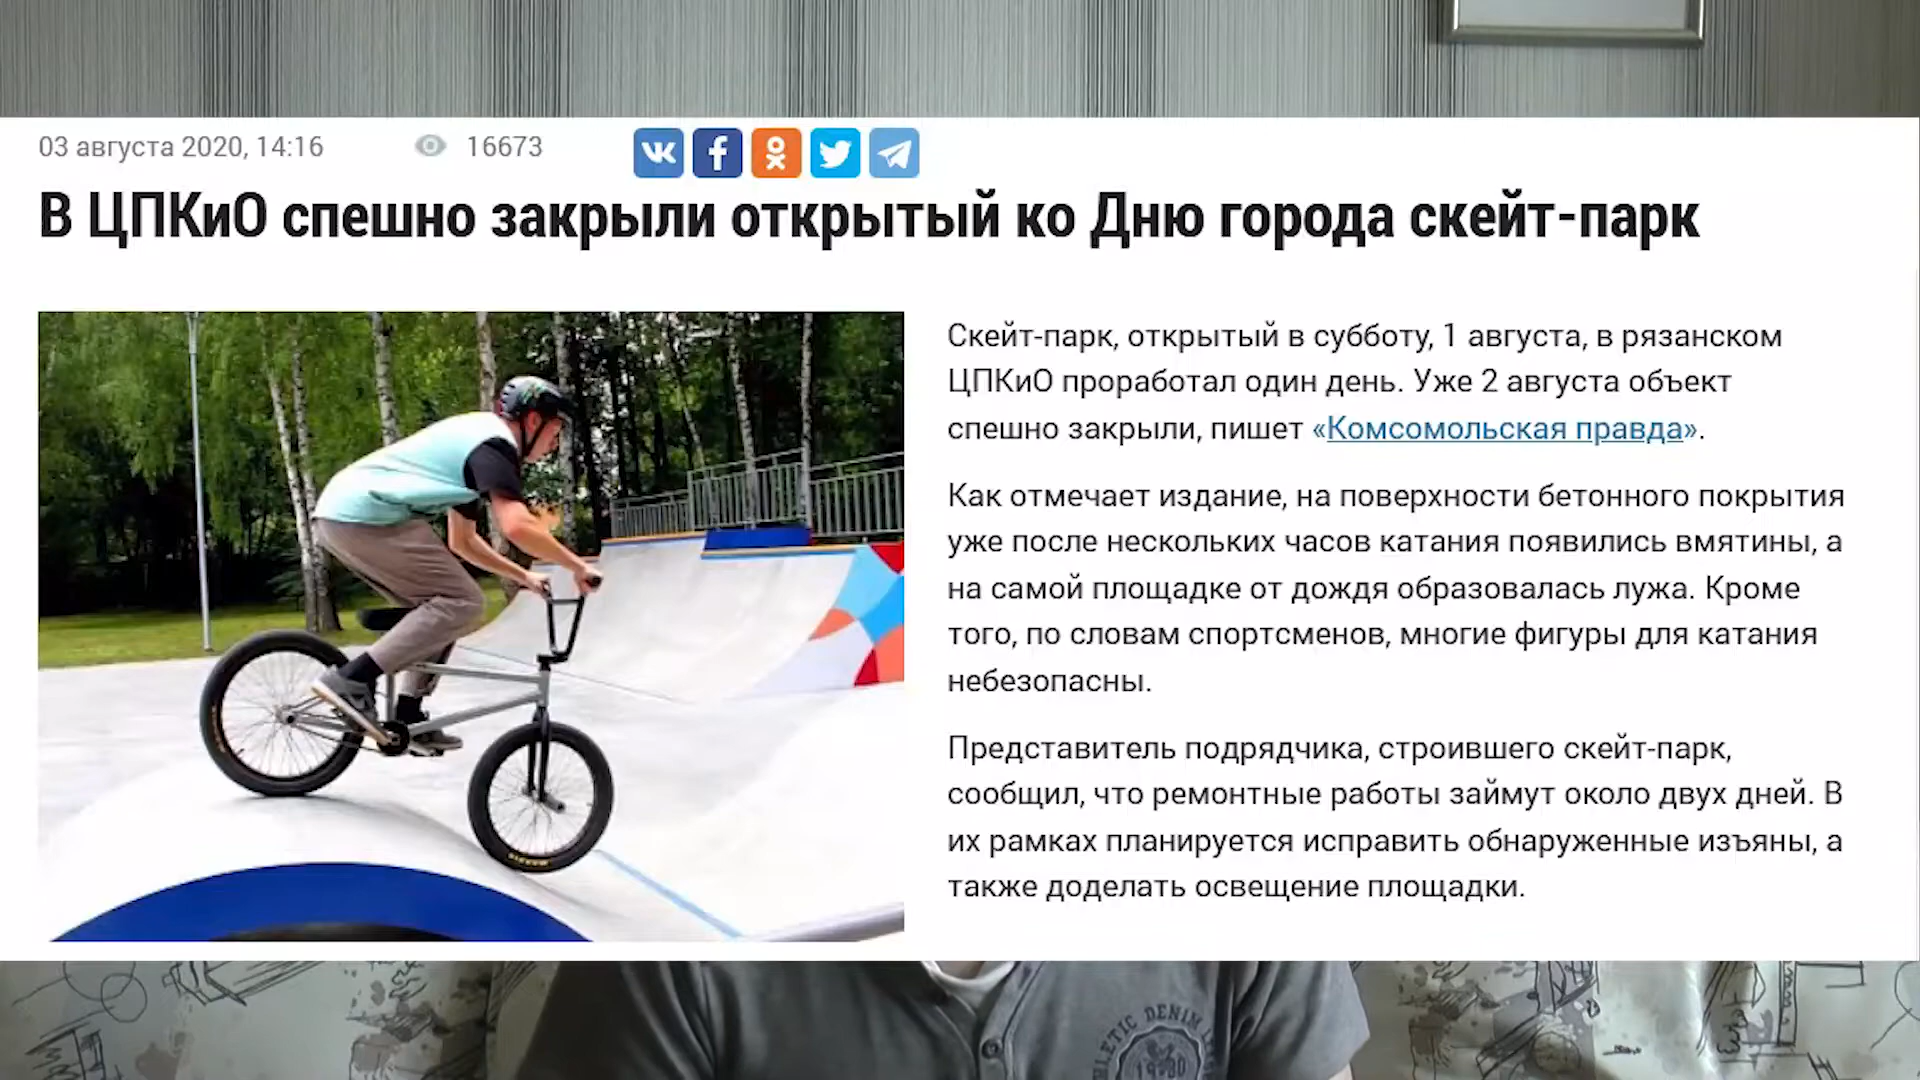 03 августа 2020, 14:16 16673
В ЦПКиО спешно закрыли открытый ко Дню города скейт-парк
Скейт-парк, открытый в субботу, 1 августа, в рязанском
ЦПКиО проработал один день. Уже 2 августа объект
спешно закрыли, пишет «Комсомольская правда».
Как отмечает издание, на поверхности бетонного покрытия
уже после нескольких часов катания появились вмятины, а
на самой площадке от дождя образовалась лужа. Кроме
того, по словам спортсменов, многие фигуры для катания
небезопасны.
Представитель подрядчика, строившего скейт-парк,
сообщил, что ремонтные работы займут около двух дней. В
их рамках планируется исправить обнаруженные изъяны, а
также доделать освещение площадки.
DENIM